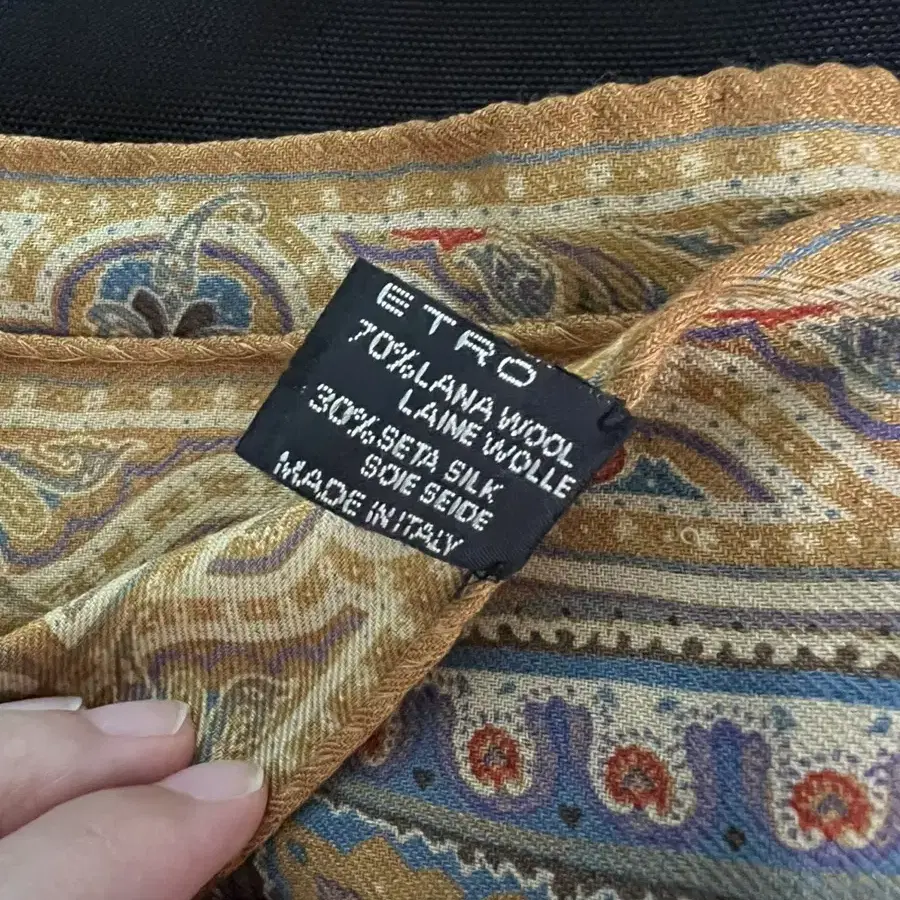 ETRO
70% LANA WOOL
LAINE WOLLE
30% SETA SILK
SOIE SEIDE
MADE IN ITALY